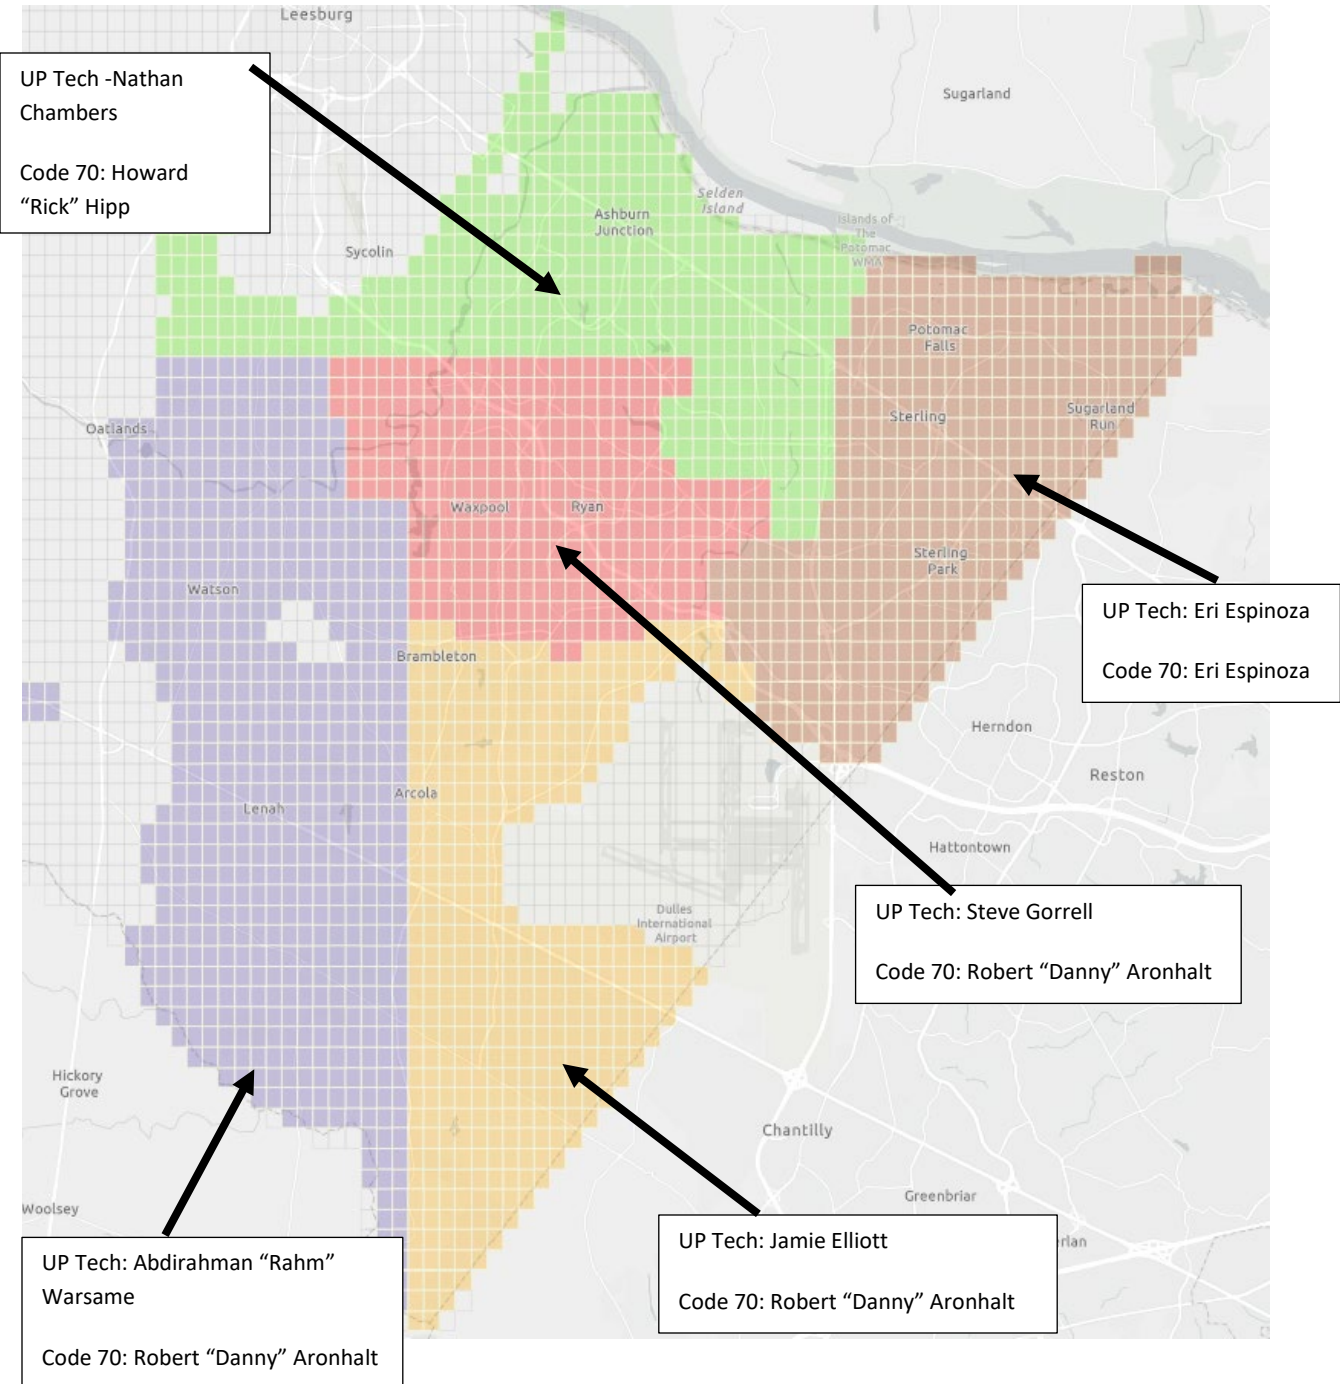 Leesburg
UP Tech -Nathan
Chambers
Code 70: Howard
“Rick” Hipp
Sugarland
Selden
Island
Ashburn
Junction
Islands of
The
Potomac
WMA
Sycolin
Potomac
Falls
Sterling
Sugarland
Run
Oatlands
Waxpool
Ryan
Sterling
Park
Watson
UP Tech: Eri Espinoza
Code 70: Eri Espinoza
Brambleton
Herndon
Reston
Arcola
Lenah
Hattontown
UP Tech: Steve Gorrell
Code 70: Robert “Danny” Aronhalt
Dulles
International
Airport
Hickory
Grove
Chantilly
Greenbriar
Woolsey
UP Tech: Jamie Elliott
Code 70: Robert “Danny” Aronhalt
rlan
UP Tech: Abdirahman “Rahm”
Warsame
Code 70: Robert “Danny” Aronhalt